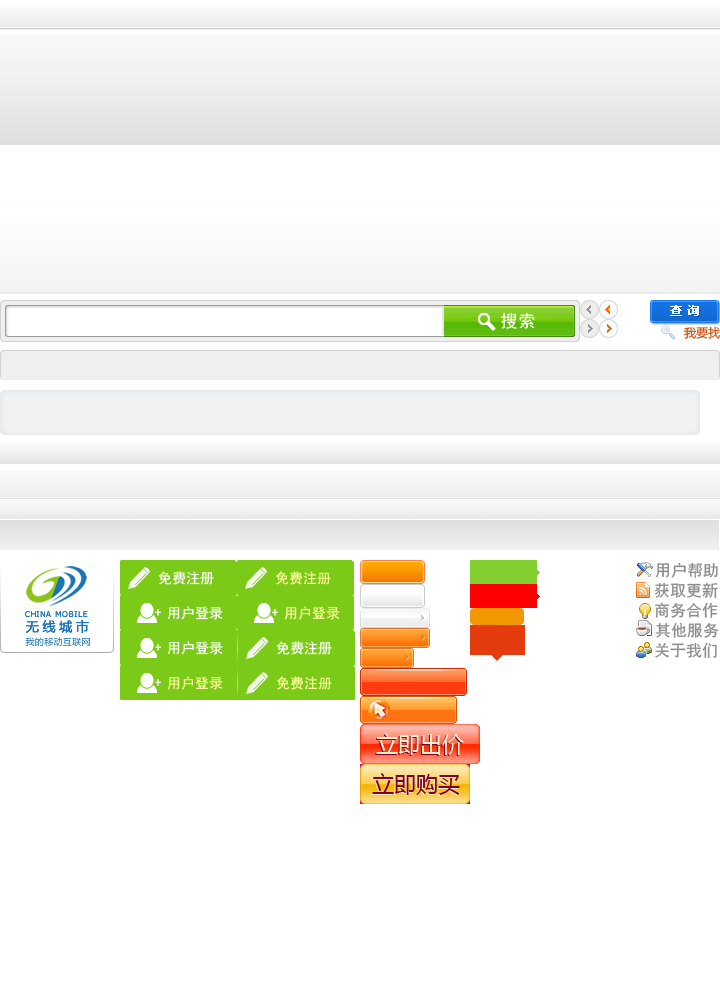 搜索
查 询
我要找
CHINA MOBILE
无线城市
我的移动互联网
免费注册
免费注册
用户登录
用户登录
用户登录
免费注册
用户登录
免费注册
立即出价
立即购买
用户帮助
获取更新
商务合作
其他服务
关于我们